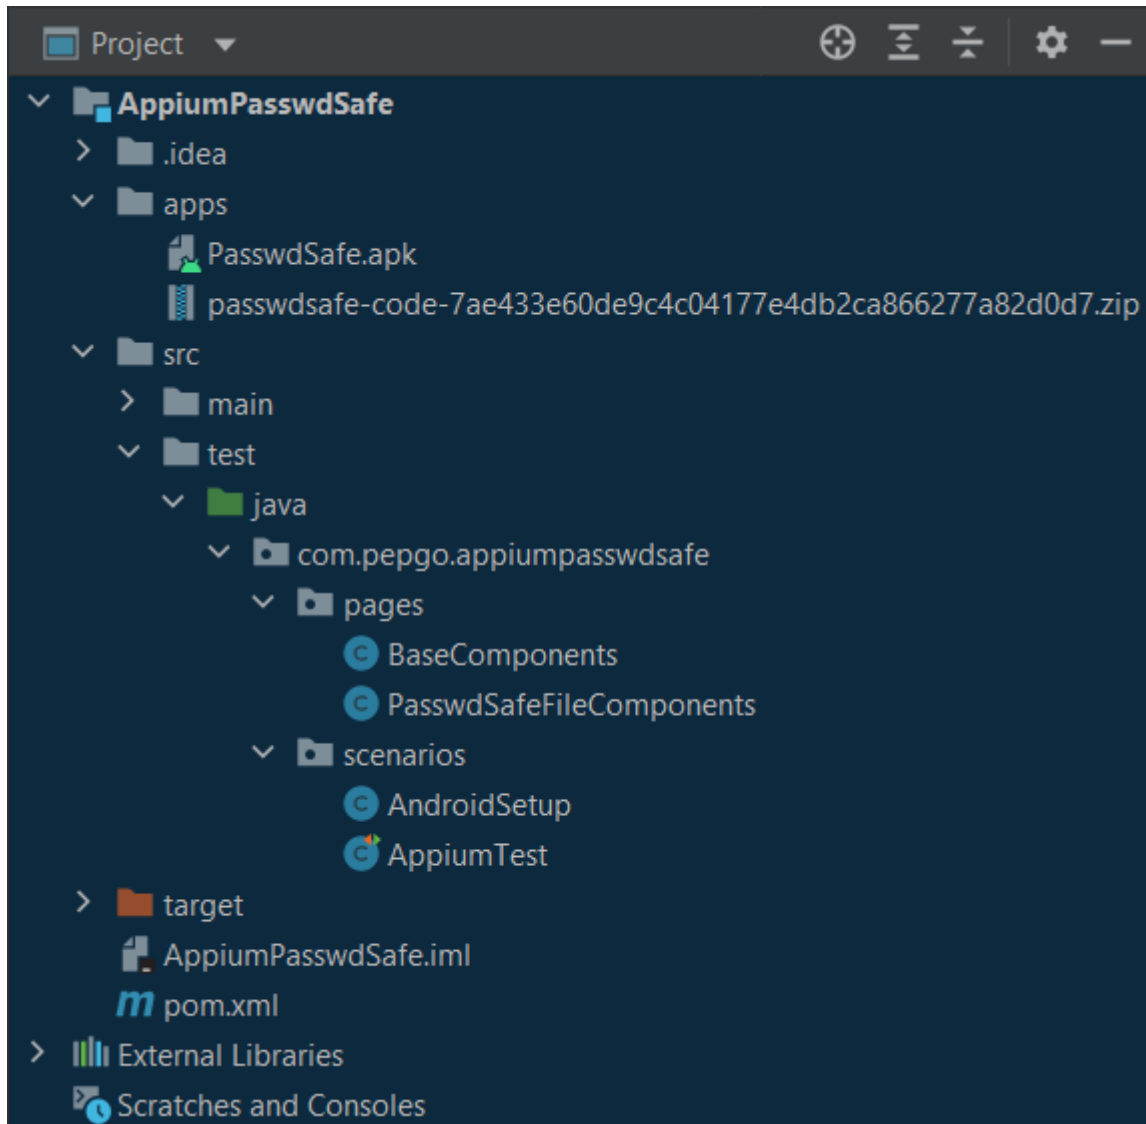 Project
AppiumPasswdSafe
.idea
apps
PasswdSafe.apk
passwdsafe-code-7ae433e60de9c4c04177e4db2ca866277a82d0d7.zip
src
main
test
java
com.pepgo.appiumpasswdsafe
pages
BaseComponents
PasswdSafeFileComponents
scenarios
AndroidSetup
AppiumTest
target
AppiumPasswdSafe.iml
pom.xml
External Libraries
Scratches and Consoles